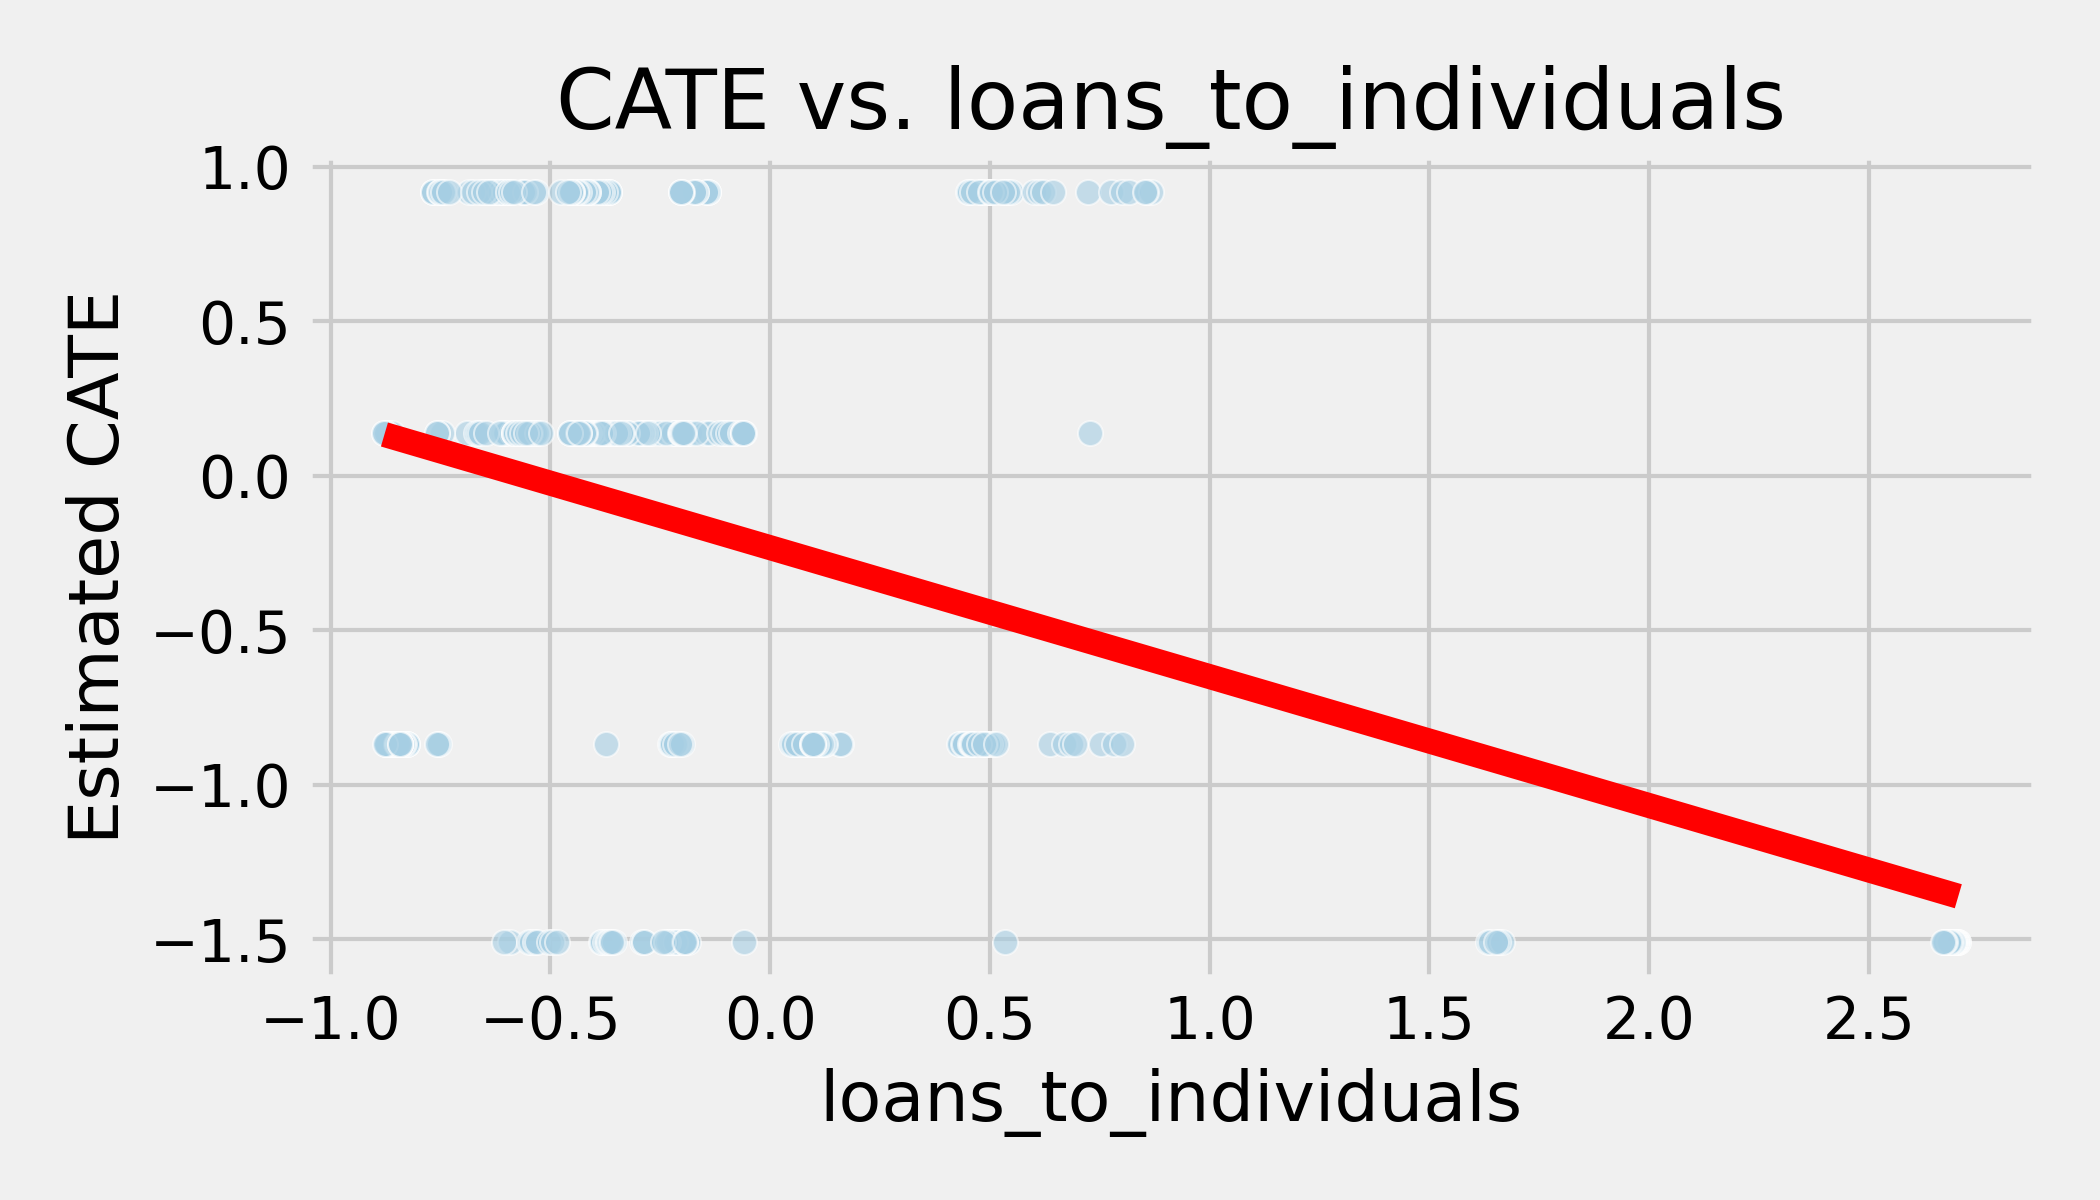 CATE vs. loans_to_individuals
1.0
0.5
0.0
−0.5
−1.0
−1.5
Estimated CATE
−1.0 −0.5 0.0 0.5 1.0 1.5 2.0 2.5
loans_to_individuals